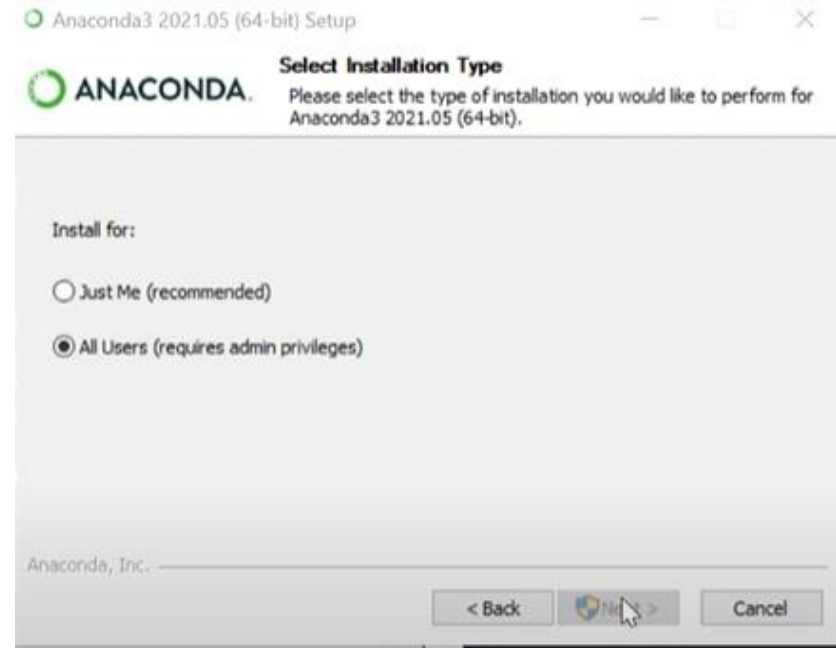 Anaconda3 2021.05 (64-bit) Setup
ANACONDA.
Select Installation Type
Please select the type of installation you would like to perform for
Anaconda3 2021.05 (64-bit).
Install for:
Just Me (recommended)
All Users (requires admin privileges)
Anaconda, Inc.
< Back
Next >
Cancel